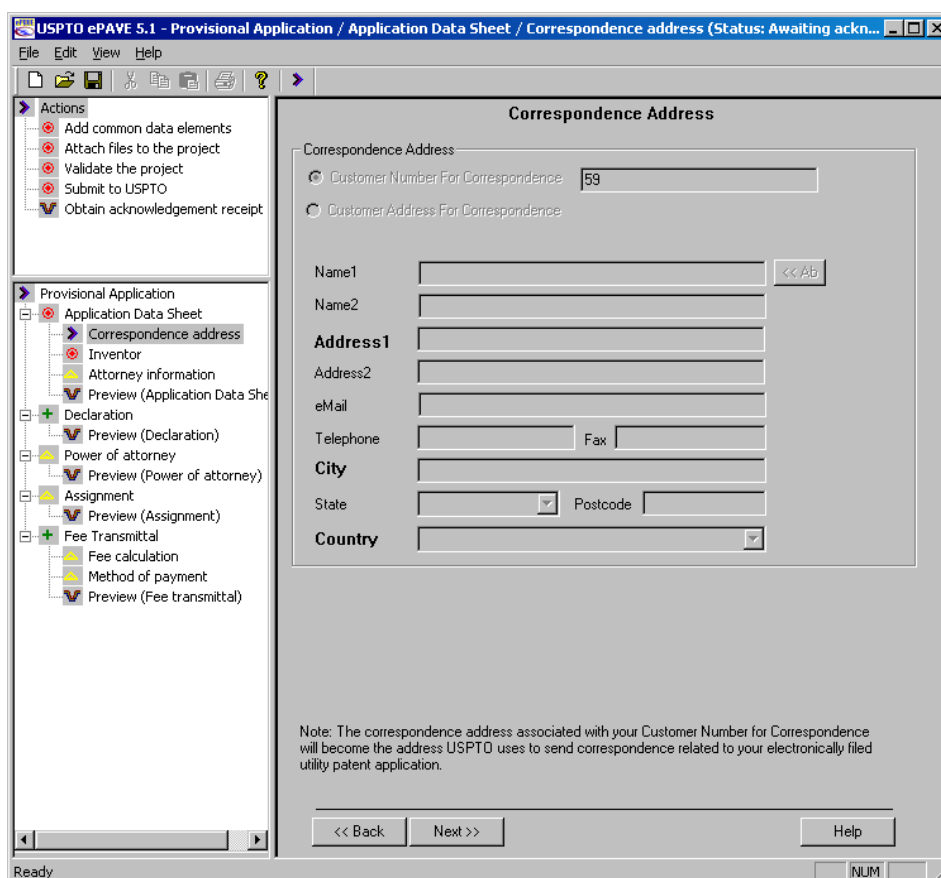 USPTO ePAVE 5.1 - Provisional Application / Application Data Sheet / Correspondence address (Status: Awaiting ackn...
File Edit View Help
Actions
Add common data elements
Attach files to the project
Validate the project
Submit to USPTO
Obtain acknowledgement receipt
Provisional Application
Application Data Sheet
Correspondence address
Inventor
Attorney information
Preview (Application Data She
Declaration
Preview (Declaration)
Power of attorney
Preview (Power of attorney)
Assignment
Preview (Assignment)
Fee Transmittal
Fee calculation
Method of payment
Preview (Fee transmittal)
Correspondence Address
Correspondence Address
Customer Number For Correspondence 59
Customer Address For Correspondence
Name1 << Ab
Name2
Address1
Address2
eMail
Telephone Fax
City
State Postcode
Country
Note: The correspondence address associated with your Customer Number for Correspondence
will become the address USPTO uses to send correspondence related to your electronically filed
utility patent application.
<< Back Next >> Help
Ready NUM